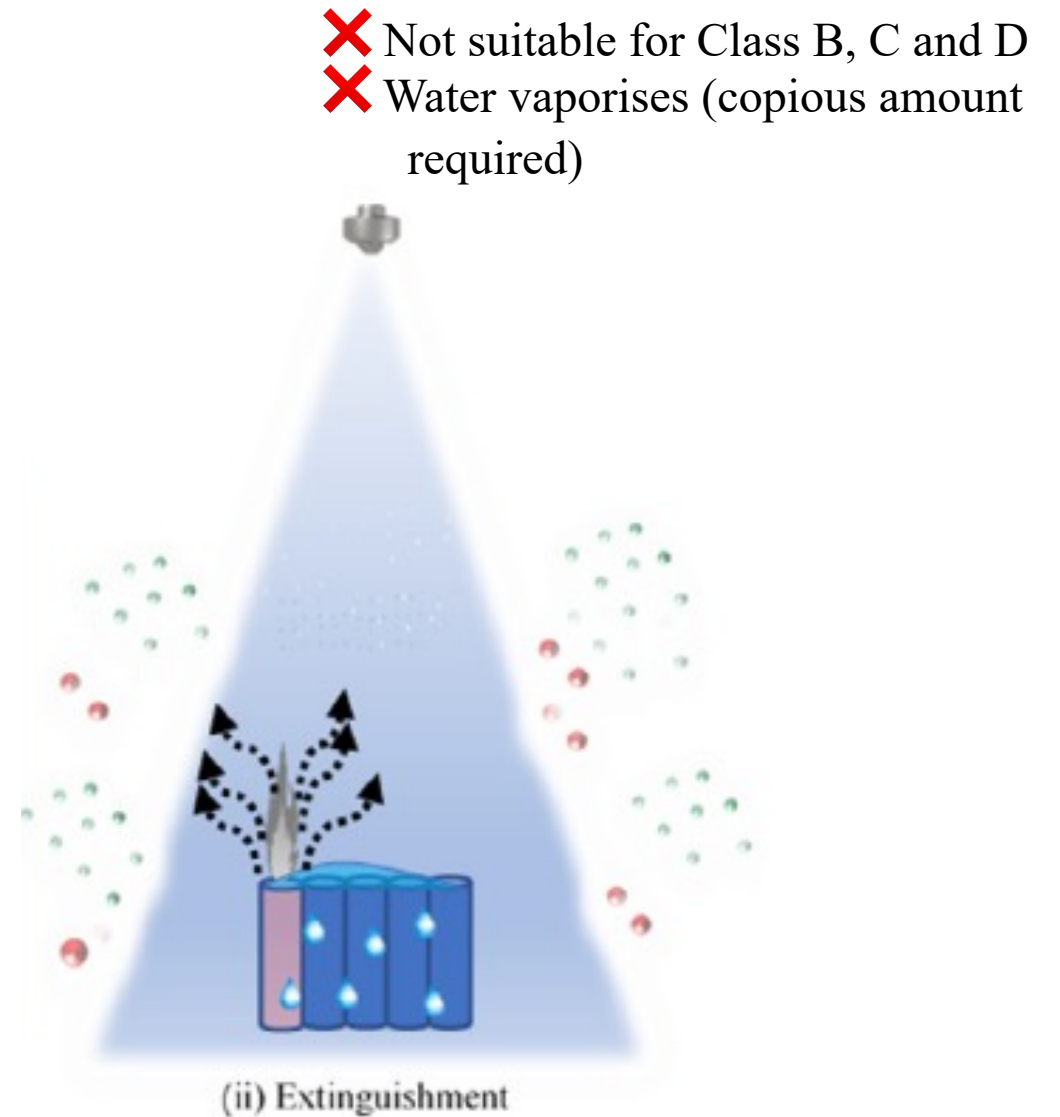 ❌ Not suitable for Class B, C and D
❌ Water vaporises (copious amount
required)
(ii) Extinguishment